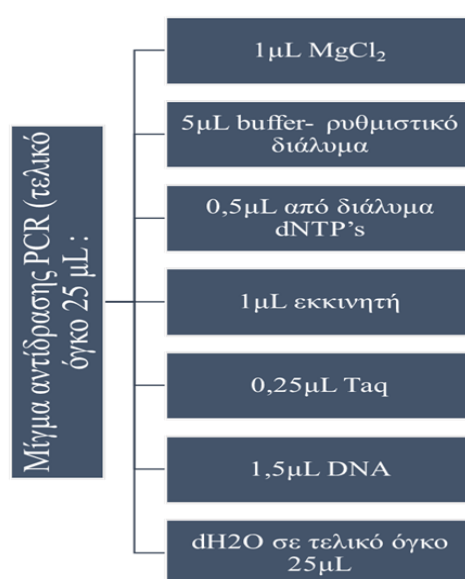 Μίγμα αντίδρασης PCR (τελικό
όγκο 25 μL :
1μL MgCl₂
5μL buffer- ρυθμιστικό
διάλυμα
0,5μL από διάλυμα
dNTP’s
1μL εκκινητή
0,25μL Taq
1,5μL DNA
dH2O σε τελικό όγκο
25μL